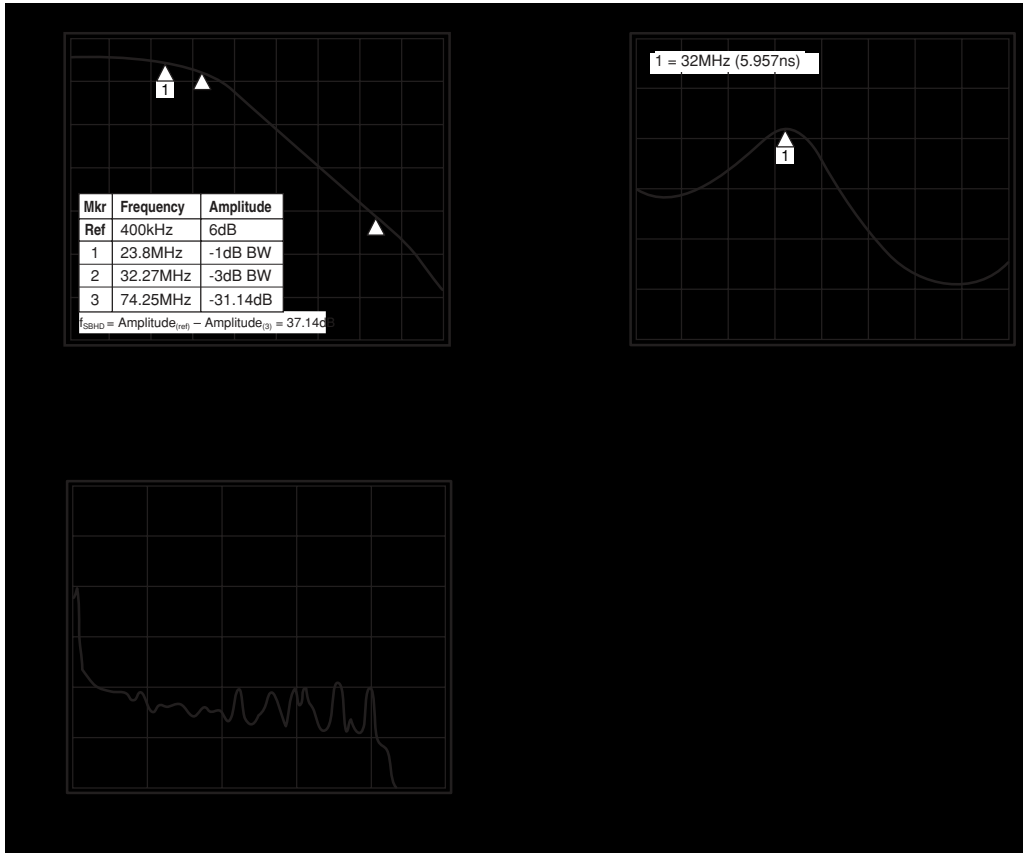 1
Mkr Frequency Amplitude
Ref 400kHz 6dB
1 23.8MHz -1dB BW
2 32.27MHz -3dB BW
3 74.25MHz -31.14dB
fSBHD = Amplitude(ref) – Amplitude(3) = 37.14dB
1 = 32MHz (5.957ns)
1